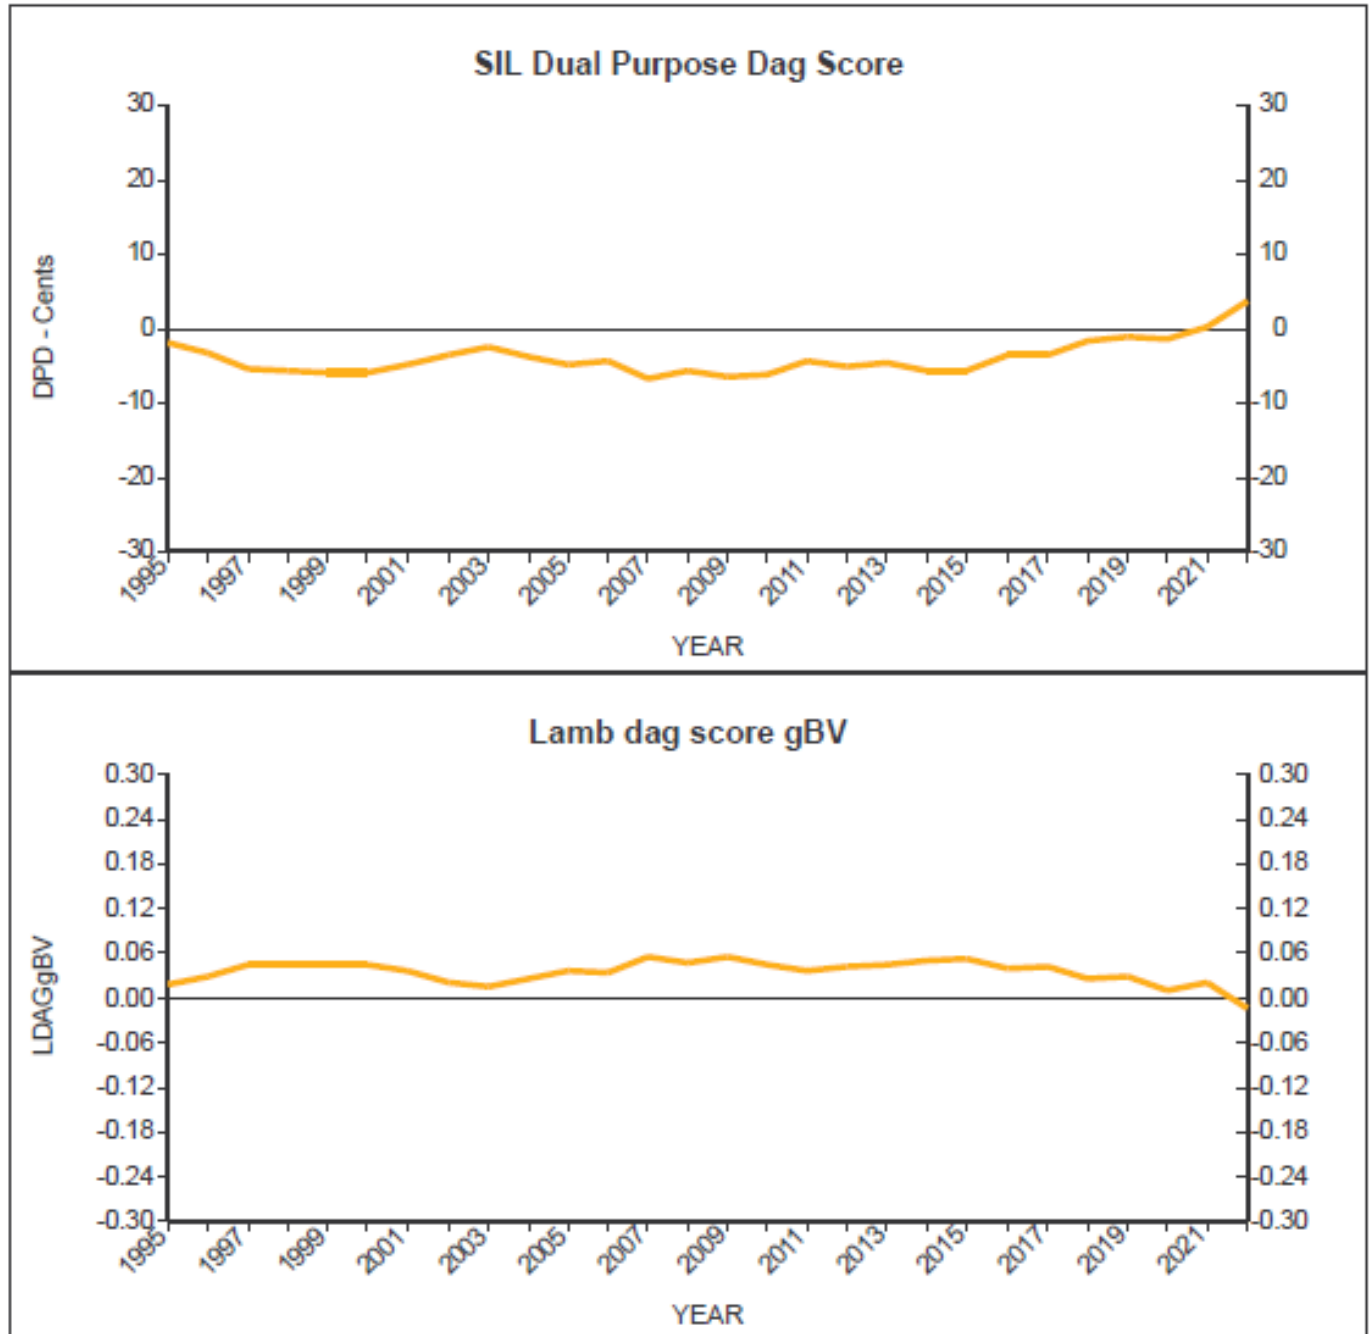 SIL Dual Purpose Dag Score
30 30
20 20
10 10
0 0
-10 -10
-20 -20
-30 -30
DPD - Cents
1995 1997 1999 2001 2003 2005 2007 2009 2011 2013 2015 2017 2019 2021
YEAR
Lamb dag score gBV
0.30 0.30
0.24 0.24
0.18 0.18
0.12 0.12
0.06 0.06
0.00 0.00
-0.06 -0.06
-0.12 -0.12
-0.18 -0.18
-0.24 -0.24
-0.30 -0.30
LDAGgBV
1995 1997 1999 2001 2003 2005 2007 2009 2011 2013 2015 2017 2019 2021
YEAR